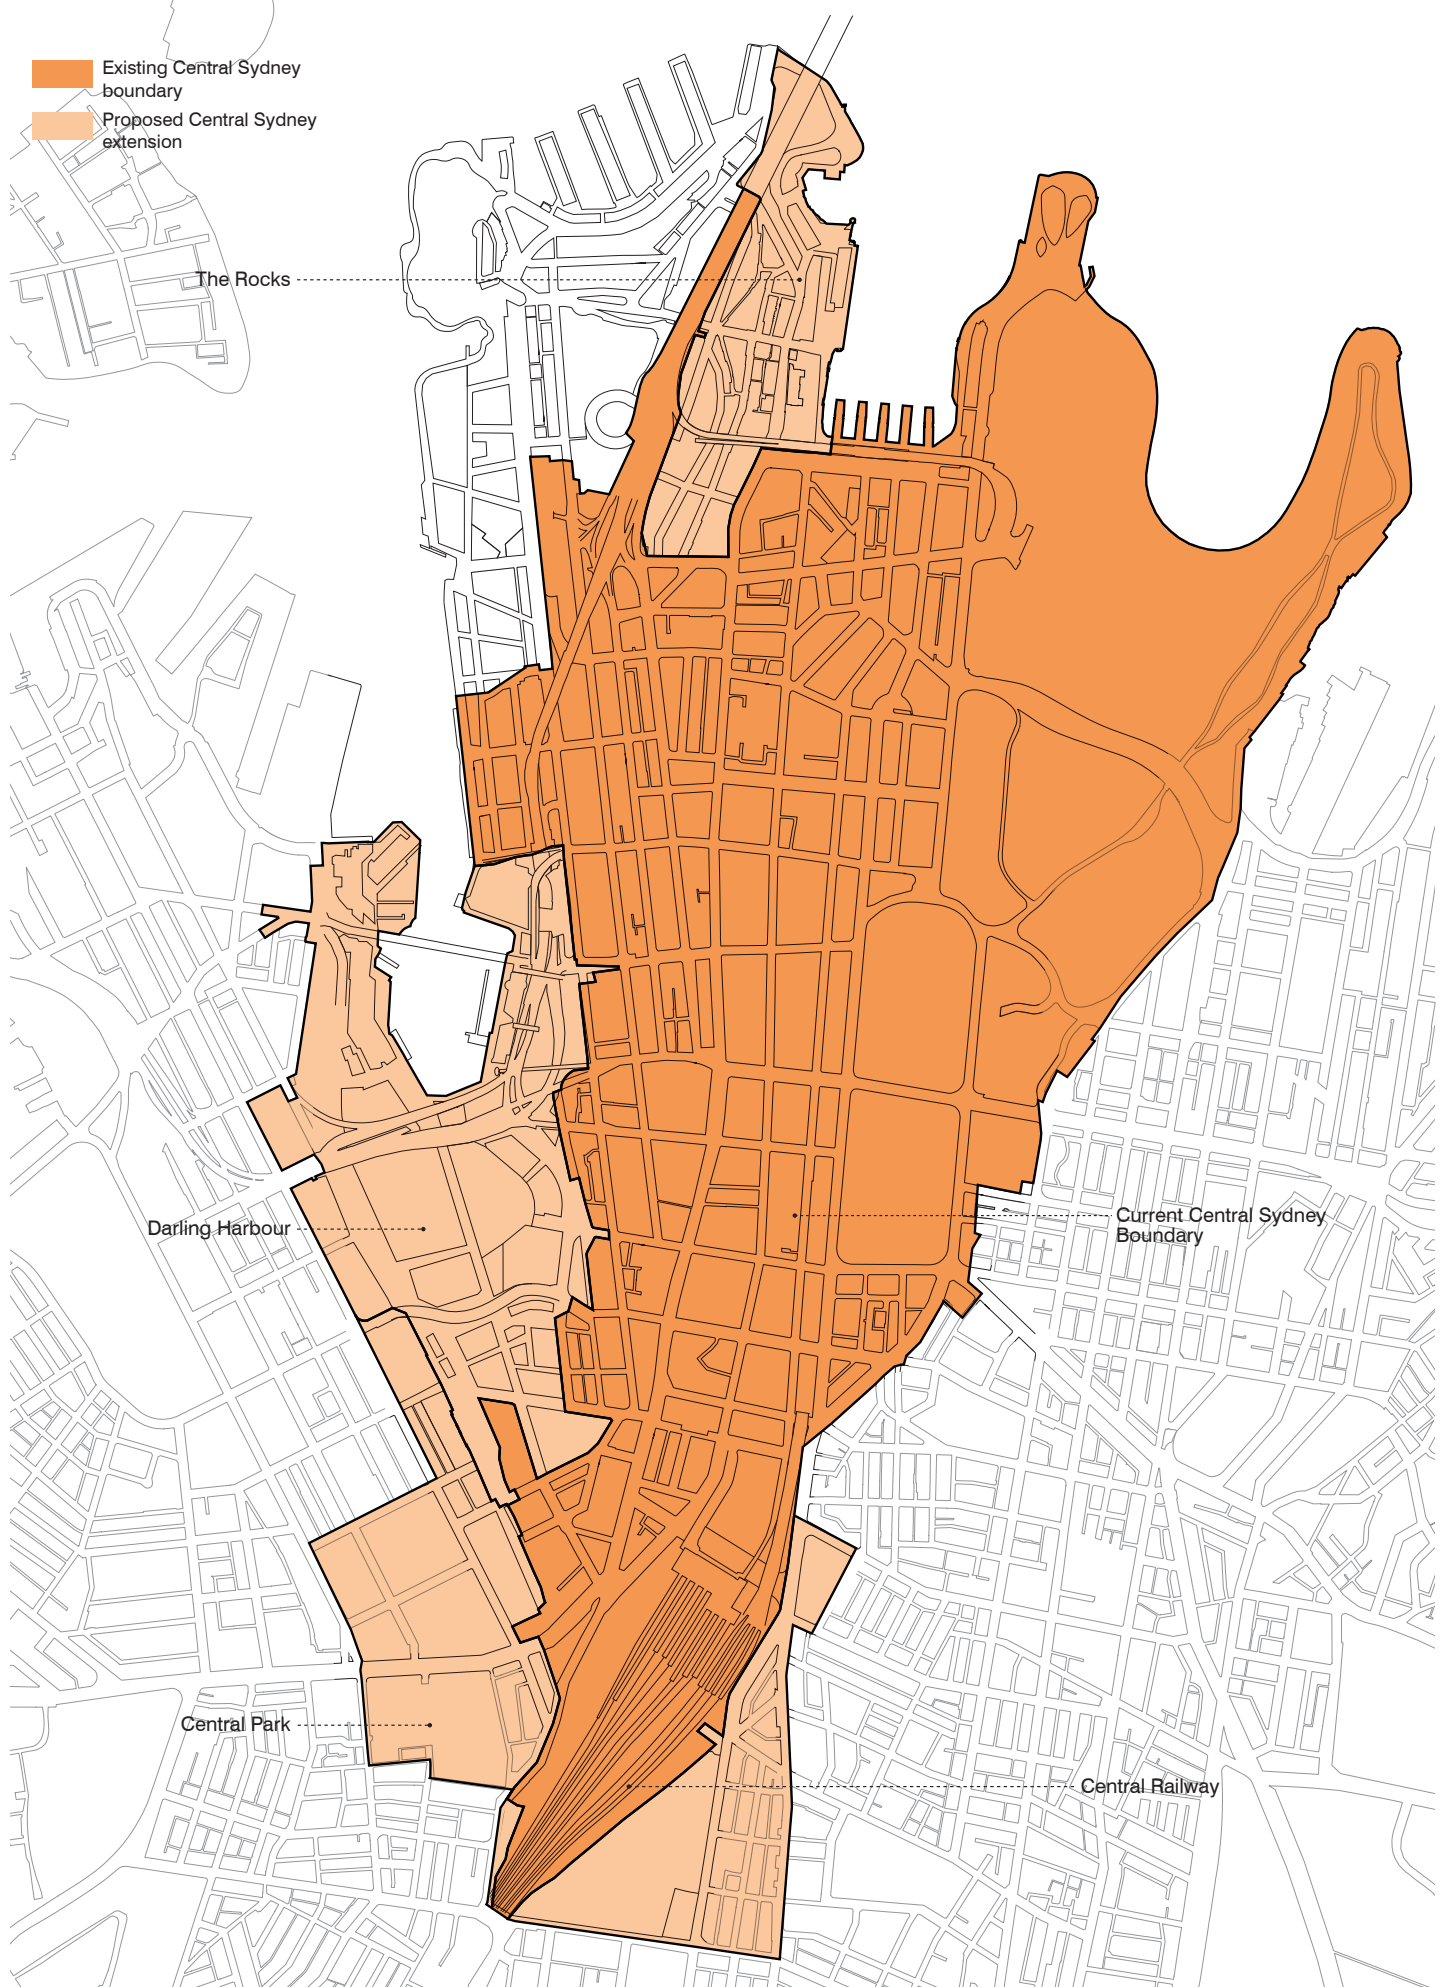 Existing Central Sydney
boundary
Proposed Central Sydney
extension
The Rocks
Darling Harbour
Current Central Sydney
Boundary
Central Park
Central Railway